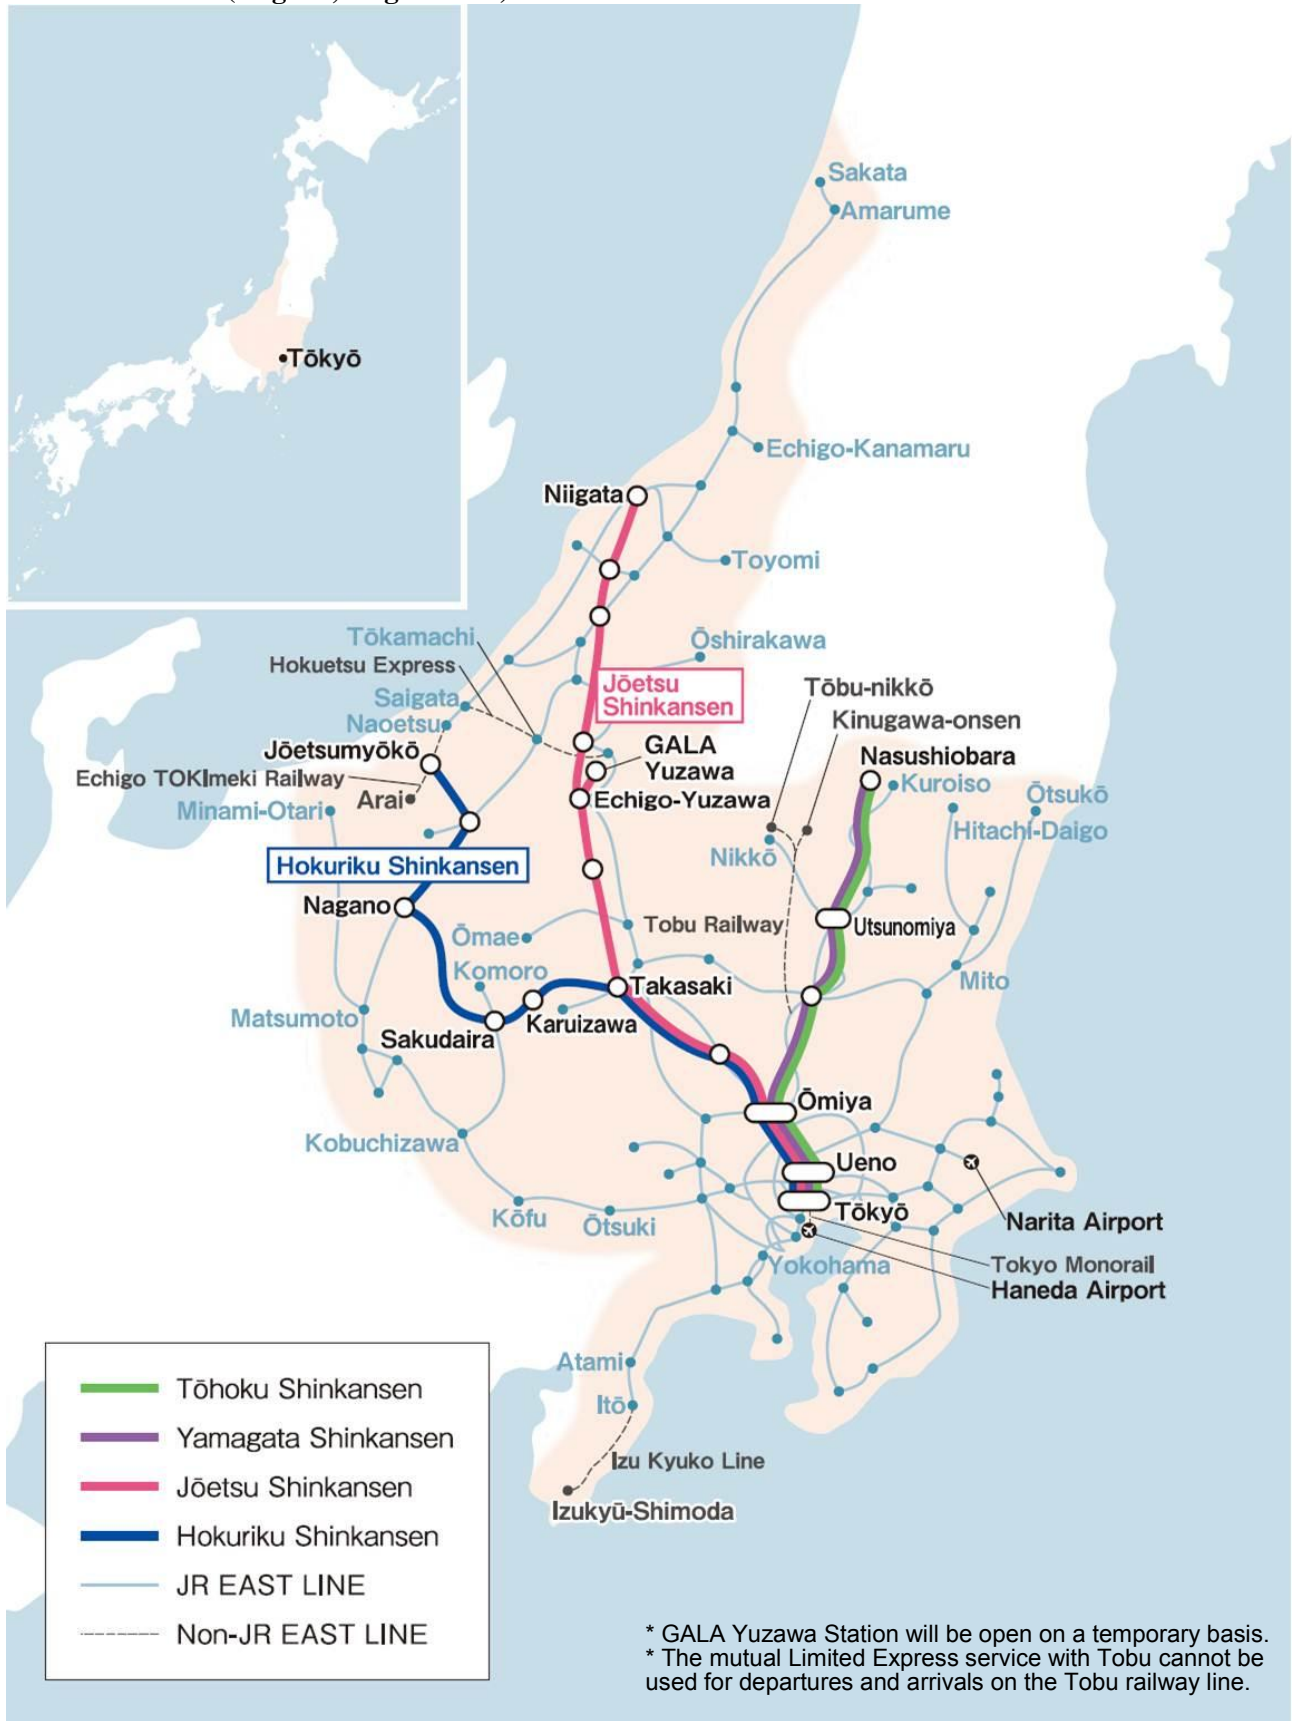 Tōkyō
Sakata
Amarume
Echigo-Kanamaru
Niigata
Toyomi
Tōkamachi
Hokuetsu Express
Ōshirakawa
Saigata
Naoetsu
Jōetsu
Shinkansen
Tōbu-nikkō
Kinugawa-onsen
Jōetsumyōkō
GALA
Yuzawa
Nasushiobara
Echigo TOKImeki Railway
Arai
Echigo-Yuzawa
Kuroiso
Ōtsukō
Minami-Otari
Hitachi-Daigo
Nikkō
Hokuriku Shinkansen
Nagano
Ōmae
Tobu Railway
Utsunomiya
Komoro
Takasaki
Mito
Matsumoto
Karuizawa
Sakudaira
Ōmiya
Kobuchizawa
Ueno
Kōfu
Ōtsuki
Tōkyō
Narita Airport
Yokohama
Tokyo Monorail
Haneda Airport
Atami
Itō
Izu Kyuko Line
Izukyū-Shimoda
Tōhoku Shinkansen
Yamagata Shinkansen
Jōetsu Shinkansen
Hokuriku Shinkansen
JR EAST LINE
Non-JR EAST LINE
* GALA Yuzawa Station will be open on a temporary basis.
* The mutual Limited Express service with Tobu cannot be
used for departures and arrivals on the Tobu railway line.